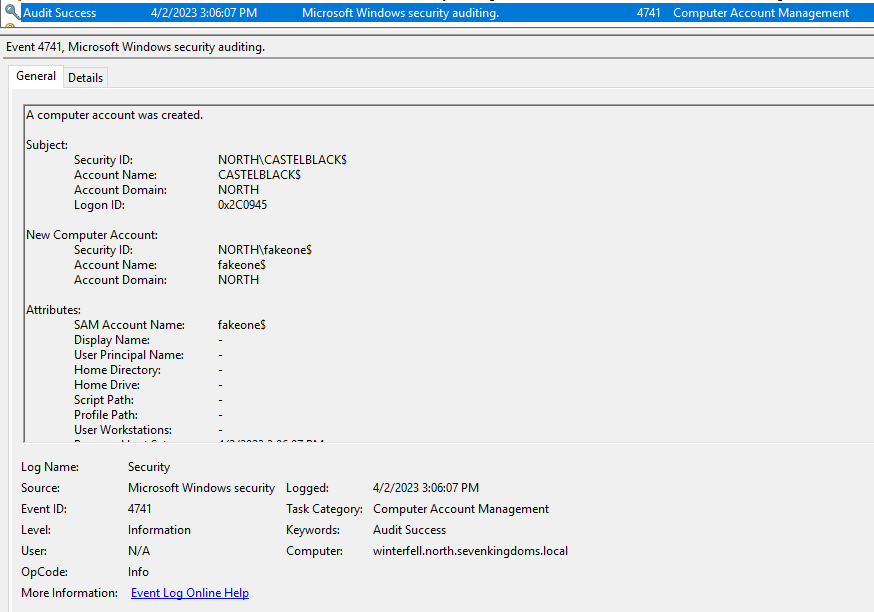 Audit Success 4/2/2023 3:06:07 PM Microsoft Windows security auditing. 4741 Computer Account Management
Event 4741, Microsoft Windows security auditing.
General Details
A computer account was created.
Subject:
Security ID: NORTH\CASTELBLACK$
Account Name: CASTELBLACK$
Account Domain: NORTH
Logon ID: 0x2C0945
New Computer Account:
Security ID: NORTH\fakeone$
Account Name: fakeone$
Account Domain: NORTH
Attributes:
SAM Account Name: fakeone$
Display Name: -
User Principal Name: -
Home Directory: -
Home Drive: -
Script Path: -
Profile Path: -
User Workstations: -
Log Name: Security
Source: Microsoft Windows security Logged: 4/2/2023 3:06:07 PM
Event ID: 4741 Task Category: Computer Account Management
Level: Information Keywords: Audit Success
User: N/A Computer: winterfell.north.sevenkingdoms.local
OpCode: Info
More Information: Event Log Online Help